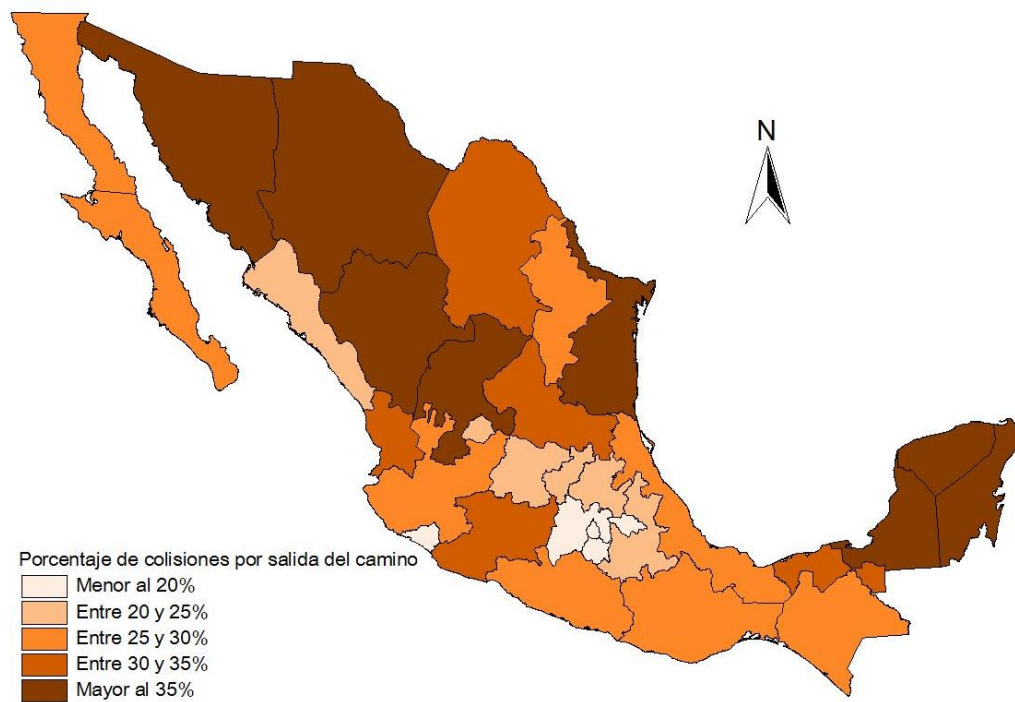 N
Porcentaje de colisiones por salida del camino
Menor al 20%
Entre 20 y 25%
Entre 25 y 30%
Entre 30 y 35%
Mayor al 35%